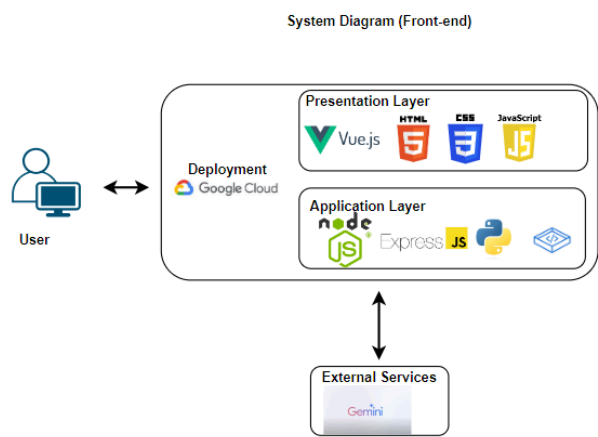 System Diagram (Front-end)
Presentation Layer
Vue.js
HTML
5
CSS
3
JavaScript
JS
Deployment
Google Cloud
Application Layer
node
JS
Express
JS
User
External Services
Gemini